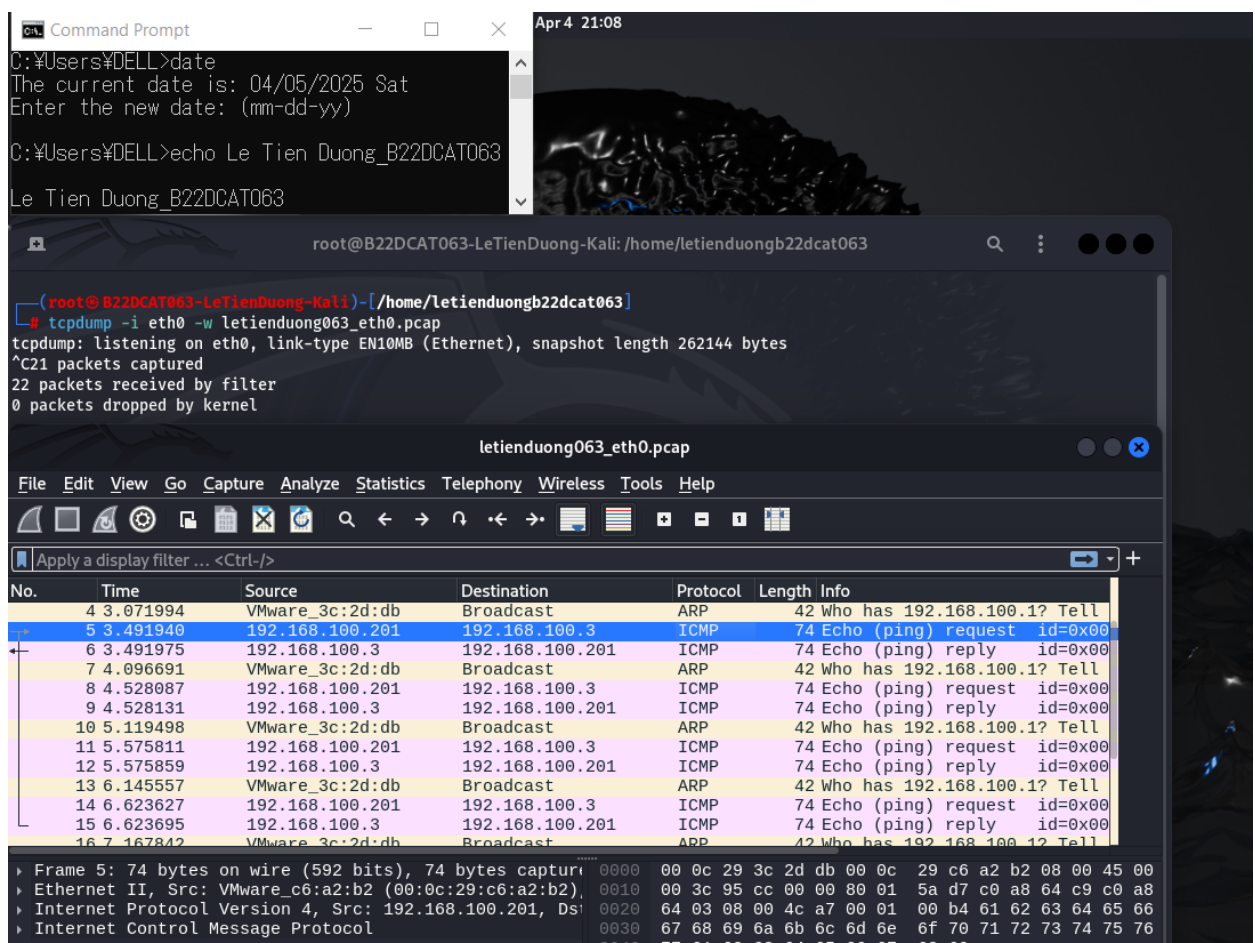 Command Prompt
Apr 4 21:08
C:¥Users¥DELL>date
The current date is: 04/05/2025 Sat
Enter the new date: (mm-dd-yy)
C:¥Users¥DELL>echo Le Tien Duong_B22DCAT063
Le Tien Duong_B22DCAT063
root@B22DCAT063-LeTienDuong-Kali: /home/letienduongb22dcat063
(root㉿B22DCAT063-LeTienDuong-Kali)-[/home/letienduongb22dcat063]
# tcpdump -i eth0 -w letienduong063_eth0.pcap
tcpdump: listening on eth0, link-type EN10MB (Ethernet), snapshot length 262144 bytes
^C21 packets captured
22 packets received by filter
0 packets dropped by kernel
letienduong063_eth0.pcap
File Edit View Go Capture Analyze Statistics Telephony Wireless Tools Help
Apply a display filter ... <Ctrl-/>
No. Time Source Destination Protocol Length Info
4 3.071994 VMware_3c:2d:db Broadcast ARP 42 Who has 192.168.100.1? Tell
5 3.491940 192.168.100.201 192.168.100.3 ICMP 74 Echo (ping) request id=0x00
6 3.491975 192.168.100.3 192.168.100.201 ICMP 74 Echo (ping) reply id=0x00
7 4.096691 VMware_3c:2d:db Broadcast ARP 42 Who has 192.168.100.1? Tell
8 4.528087 192.168.100.201 192.168.100.3 ICMP 74 Echo (ping) request id=0x00
9 4.528131 192.168.100.3 192.168.100.201 ICMP 74 Echo (ping) reply id=0x00
10 5.119498 VMware_3c:2d:db Broadcast ARP 42 Who has 192.168.100.1? Tell
11 5.575811 192.168.100.201 192.168.100.3 ICMP 74 Echo (ping) request id=0x00
12 5.575859 192.168.100.3 192.168.100.201 ICMP 74 Echo (ping) reply id=0x00
13 6.145557 VMware_3c:2d:db Broadcast ARP 42 Who has 192.168.100.1? Tell
14 6.623627 192.168.100.201 192.168.100.3 ICMP 74 Echo (ping) request id=0x00
15 6.623695 192.168.100.3 192.168.100.201 ICMP 74 Echo (ping) reply id=0x00
16 7.167842 VMware_3c:2d:db Broadcast ARP 42 Who has 192.168.100.1? Tell
Frame 5: 74 bytes on wire (592 bits), 74 bytes capture 0000 00 0c 29 3c 2d db 00 0c 29 c6 a2 b2 08 00 45 00
Ethernet II, Src: VMware_c6:a2:b2 (00:0c:29:c6:a2:b2), 0010 00 3c 95 cc 00 00 80 01 5a d7 c0 a8 64 c9 c0 a8
Internet Protocol Version 4, Src: 192.168.100.201, Dst 0020 64 03 08 00 4c a7 00 01 00 b4 61 62 63 64 65 66
Internet Control Message Protocol 0030 67 68 69 6a 6b 6c 6d 6e 6f 70 71 72 73 74 75 76